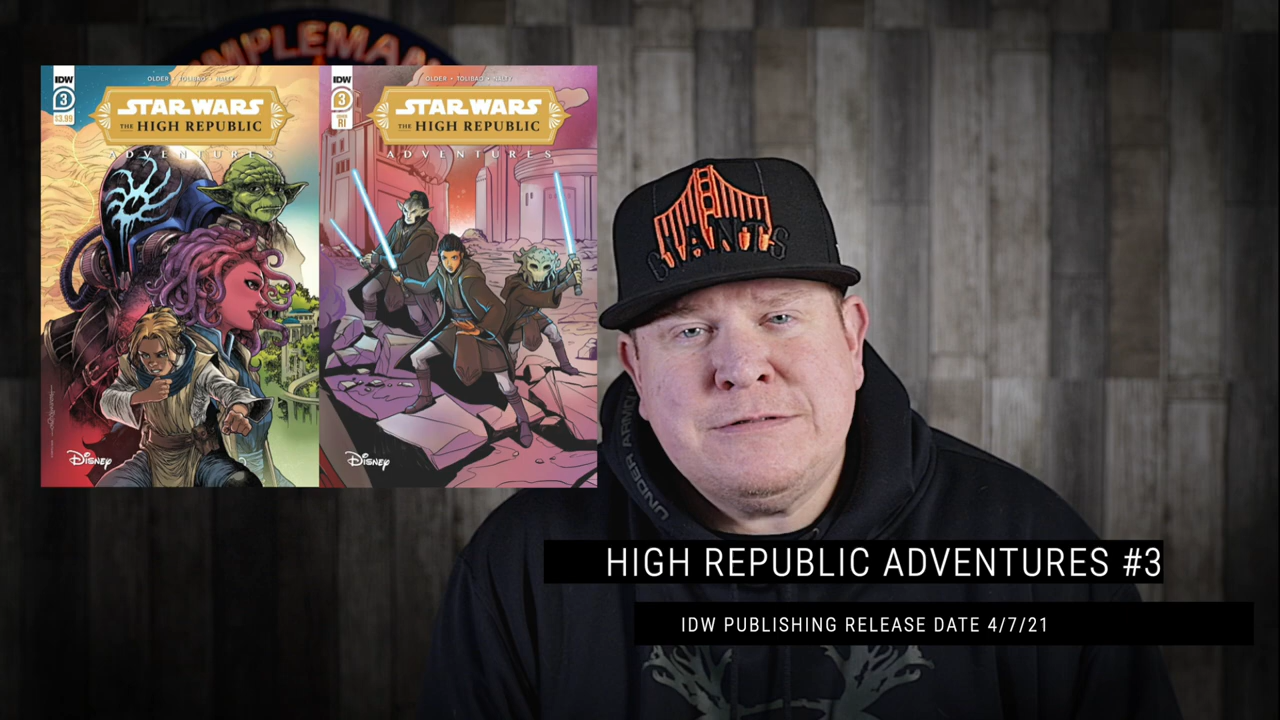 MPLEMAN
IDW
3
$3.99
OLDER • TOLIBAO •
STAR WARS
THE HIGH REPUBLIC
ADVENTURES
Disney
IDW
3
RI
OLDER • TOLIBAO •
STAR WARS
THE HIGH REPUBLIC
ADVENTURES
Disney
GIANTS
UNDER ARMOUR
HIGH REPUBLIC ADVENTURES #3
IDW PUBLISHING RELEASE DATE 4/7/21